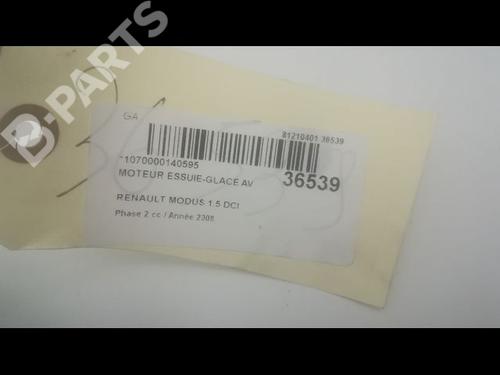 B-PARTS
GA
81210401 36539
*1070000140595
MOTEUR ESSUIE-GLACE AV
36539
RENAULT MODUS 1.5 DCI
Phase 2 cc / Année 2008